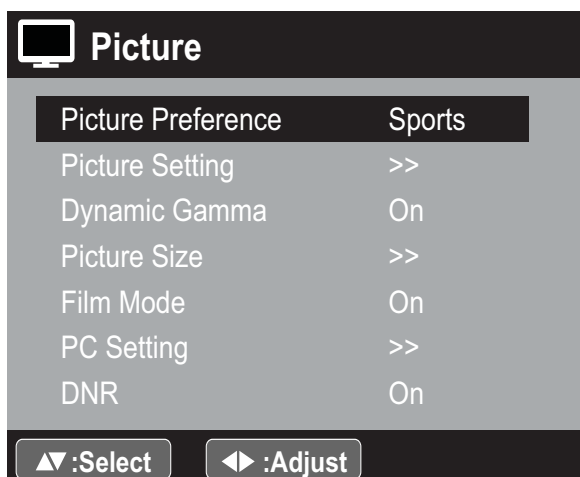 Picture
Picture Preference Sports
Picture Setting >>
Dynamic Gamma On
Picture Size >>
Film Mode On
PC Setting >>
DNR On
▲▼ :Select ◀▶ :Adjust